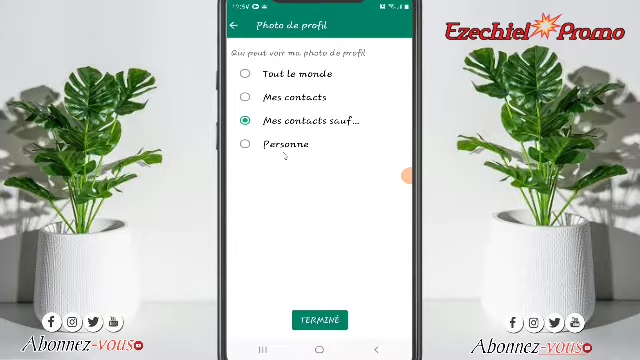 Photo de profil
Ezechiel Promo
Qui peut voir ma photo de profil
Tout le monde
Mes contacts
Mes contacts sauf...
Personne
TERMINÉ
Abonnez-vous
Abonnez-vous